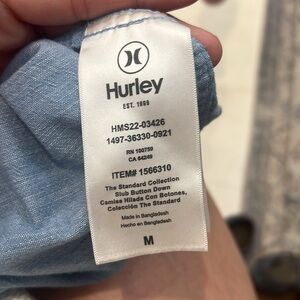 Hurley
EST. 1999
HMS22-03426
1497-36330-0921
RN 100759
CA 54249
ITEM# 1566310
The Standard Collection
Slub Button Down
Camisa Hilada Con Botones,
Colección The Standard
Made in Bangladesh
Hecho en Bangladesh
M